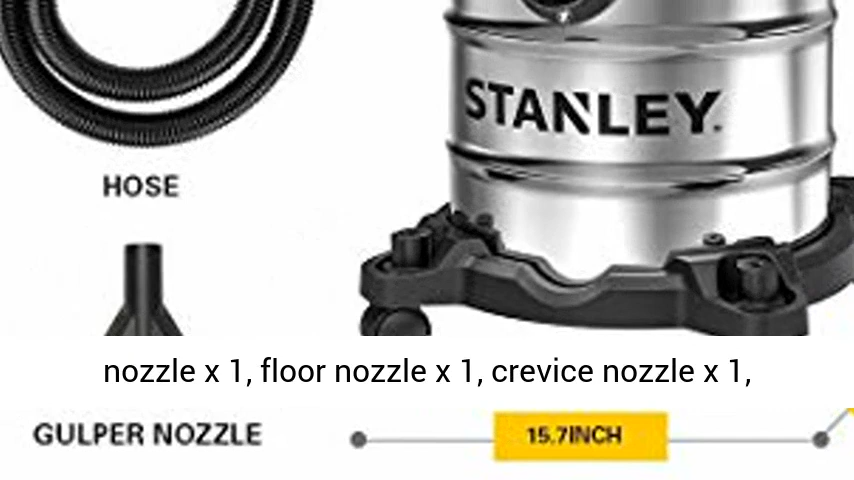 STANLEY
HOSE
nozzle x 1, floor nozzle x 1, crevice nozzle x 1,
GULPER NOZZLE
15.7INCH